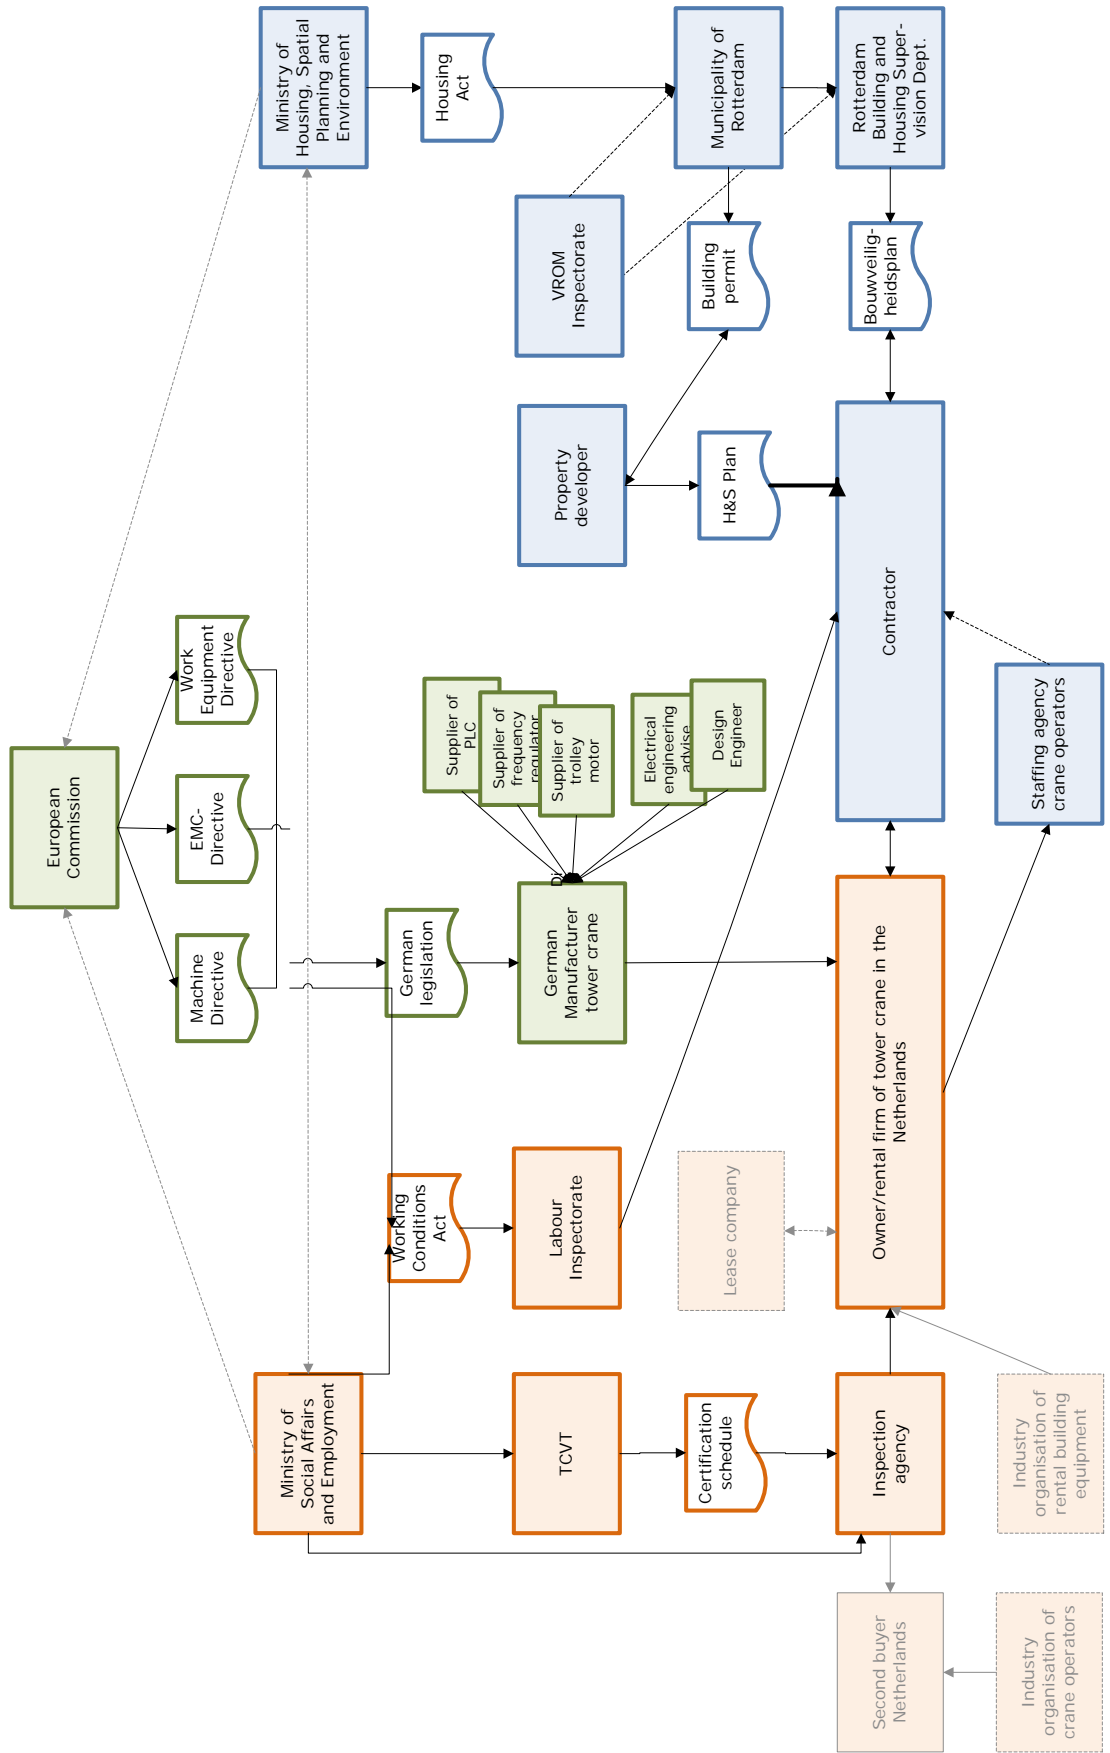 European
Commission
Machine
Directive
EMC-
Directive
Work
Equipment
Directive
Ministry of
Social Affairs
and Employment
Ministry of
Housing, Spatial
Planning and
Environment
Working
Conditions
Act
German
legislation
Housing
Act
TCVT
Labour
Inspectorate
German
Manufacturer
tower crane
Di
Supplier of
PLC
Supplier of
frequency
regulator
Supplier of
trolley
motor
Electrical
engineering
advise
Design
Engineer
Property
developer
VROM
Inspectorate
Certification
schedule
Lease company
H&S Plan
Building
permit
Municipality of
Rotterdam
Second buyer
Netherlands
Inspection
agency
Owner/rental firm of tower crane in the
Netherlands
Contractor
Bouwveilig-
heidsplan
Rotterdam
Building and
Housing Super-
vision Dept.
Industry
organisation of
crane operators
Industry
organisation of
rental building
equipment
Staffing agency
crane operators